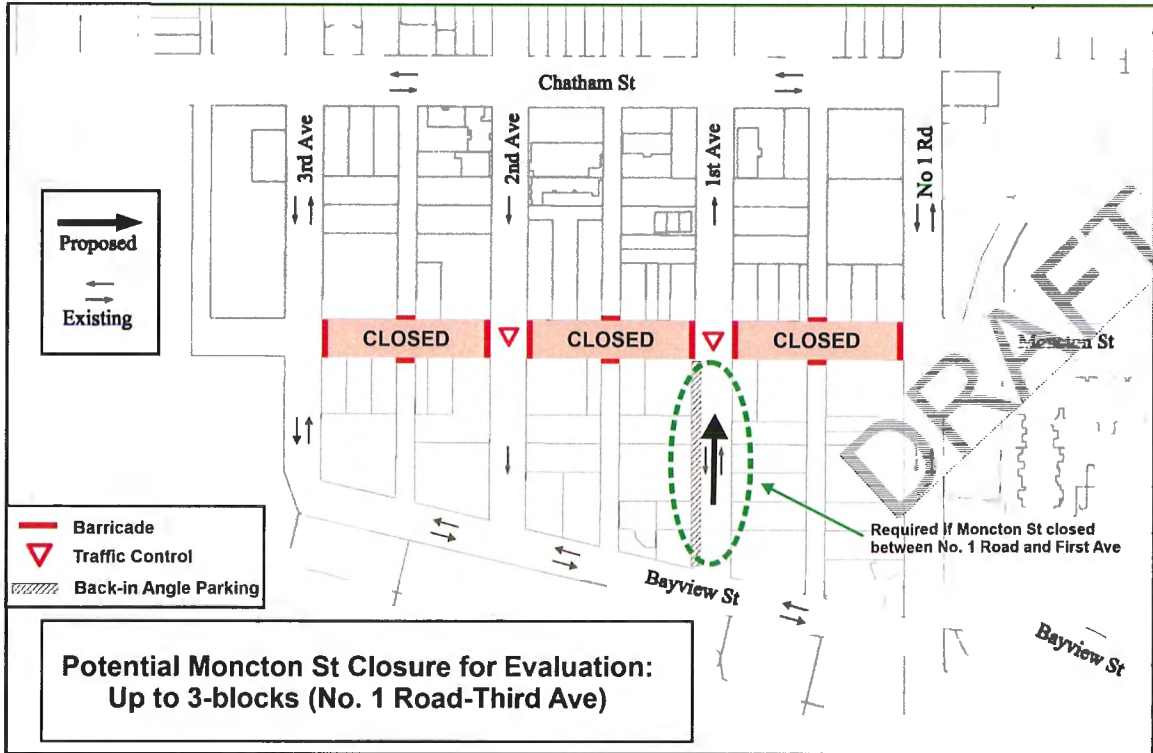 Chatham St
3rd Ave
2nd Ave
1st Ave
No 1 Rd
Proposed
Existing
CLOSED
CLOSED
CLOSED
Moncton St
DRAFT
Required if Moncton St closed
between No. 1 Road and First Ave
Barricade
Traffic Control
Back-in Angle Parking
Bayview St
Bayview St
Potential Moncton St Closure for Evaluation:
Up to 3-blocks (No. 1 Road-Third Ave)